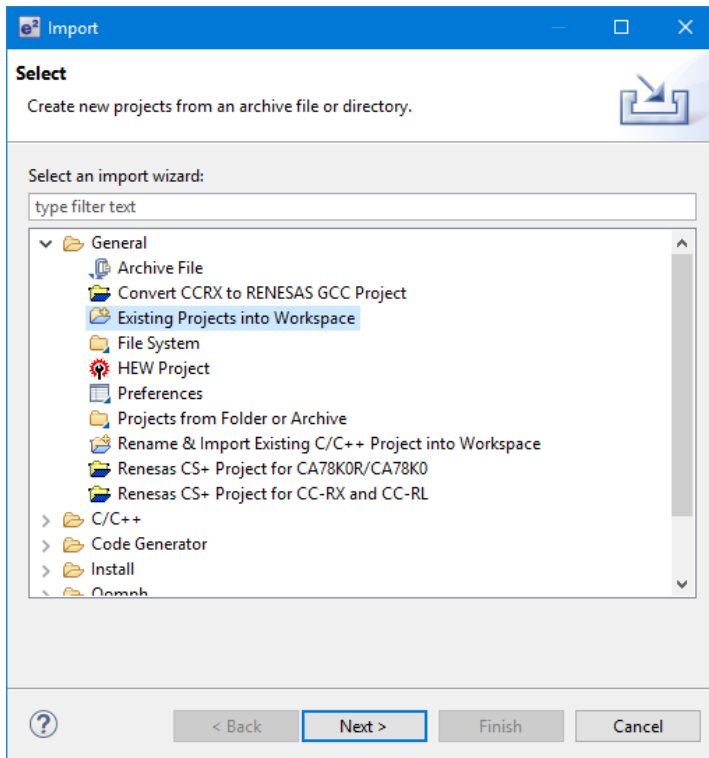 e² Import
Select
Create new projects from an archive file or directory.
Select an import wizard:
type filter text
General
Archive File
Convert CCRX to RENESAS GCC Project
Existing Projects into Workspace
File System
HEW Project
Preferences
Projects from Folder or Archive
Rename & Import Existing C/C++ Project into Workspace
Renesas CS+ Project for CA78K0R/CA78K0
Renesas CS+ Project for CC-RX and CC-RL
C/C++
Code Generator
Install
Oomph
? < Back Next > Finish Cancel